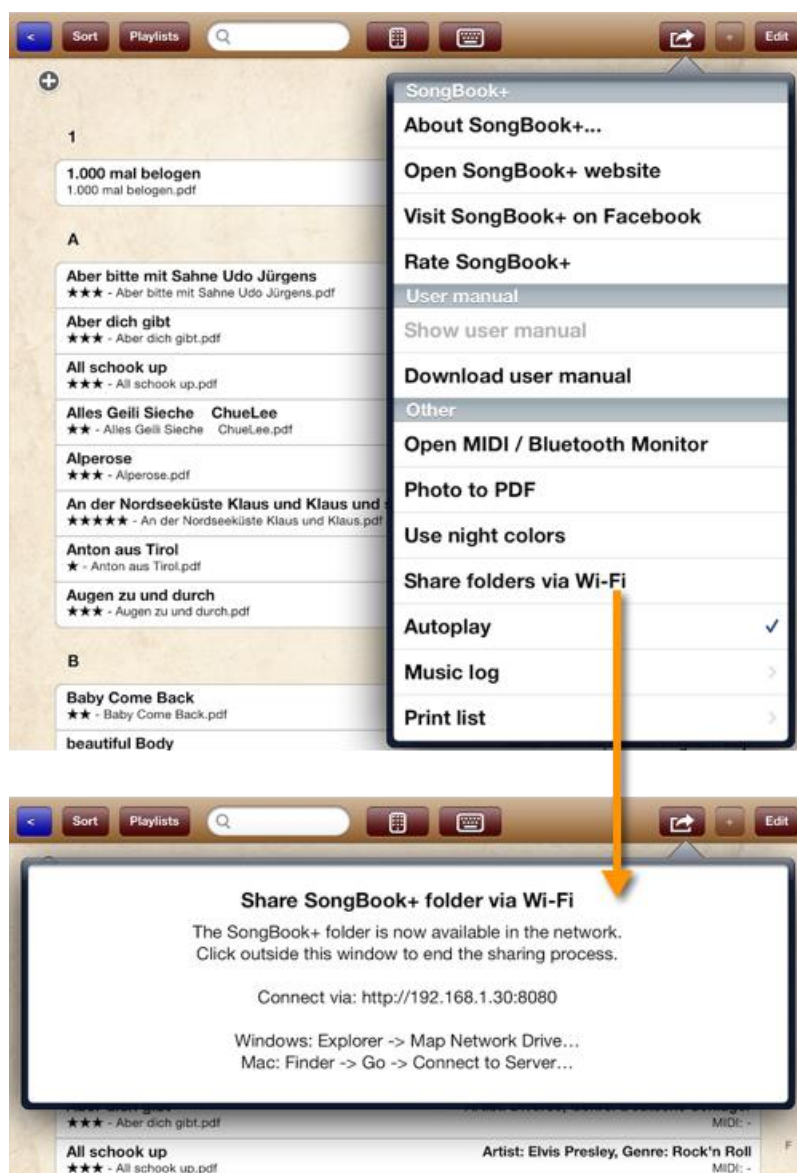 < Sort Playlists Edit
SongBook+
About SongBook+...
Open SongBook+ website
Visit SongBook+ on Facebook
Rate SongBook+
User manual
Show user manual
Download user manual
Other
Open MIDI / Bluetooth Monitor
Photo to PDF
Use night colors
Share folders via Wi-Fi
Autoplay
Music log
Print list
1
1.000 mal belogen
1.000 mal belogen.pdf
A
Aber bitte mit Sahne Udo Jürgens
★★★ - Aber bitte mit Sahne Udo Jürgens.pdf
Aber dich gibt
★★★ - Aber dich gibt.pdf
All schook up
★★★ - All schook up.pdf
Alles Geili Sieche ChueLee
★★ - Alles Geili Sieche ChueLee.pdf
Alperose
★★★ - Alperose.pdf
An der Nordseeküste Klaus und Klaus und
★★★★★ - An der Nordseeküste Klaus und Klaus.pdf
Anton aus Tirol
★ - Anton aus Tirol.pdf
Augen zu und durch
★★★ - Augen zu und durch.pdf
B
Baby Come Back
★★ - Baby Come Back.pdf
beautiful Body
< Sort Playlists Edit
Share SongBook+ folder via Wi-Fi
The SongBook+ folder is now available in the network.
Click outside this window to end the sharing process.
Connect via: http://192.168.1.30:8080
Windows: Explorer -> Map Network Drive…
Mac: Finder -> Go -> Connect to Server…
★★★ - Aber dich gibt.pdf MIDI: -
All schook up Artist: Elvis Presley, Genre: Rock'n Roll
★★★ - All schook up.pdf MIDI: -
F